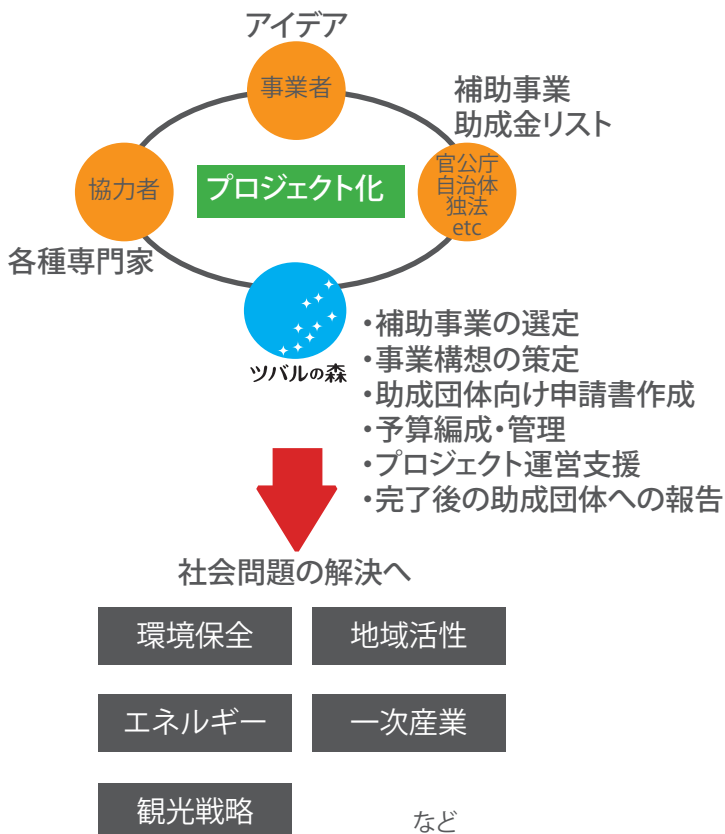 アイデア
事業者
補助事業
助成金リスト
官公庁
自治体
独法
etc
協力者
プロジェクト化
各種専門家
ツバルの森
・補助事業の選定
・事業構想の策定
・助成団体向け申請書作成
・予算編成・管理
・プロジェクト運営支援
・完了後の助成団体への報告
社会問題の解決へ
環境保全
地域活性
エネルギー
一次産業
観光戦略
など